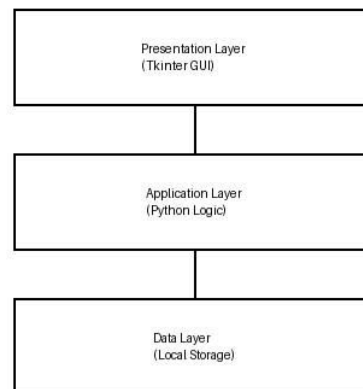 Presentation Layer
(Tkinter GUI)
Application Layer
(Python Logic)
Data Layer
(Local Storage)